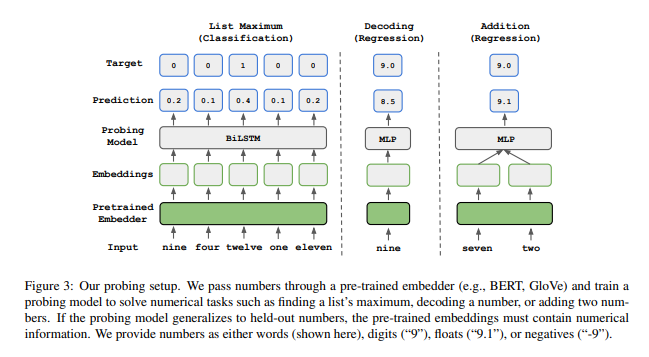 List Maximum
(Classification)
Decoding
(Regression)
Addition
(Regression)
Target
0 0 1 0 0
9.0
9.0
Prediction
0.2 0.1 0.4 0.1 0.2
8.5
9.1
Probing
Model
BiLSTM
MLP
MLP
Embeddings
Pretrained
Embedder
Input
nine four twelve one eleven
nine
seven two
Figure 3: Our probing setup. We pass numbers through a pre-trained embedder (e.g., BERT, GloVe) and train a
probing model to solve numerical tasks such as finding a list's maximum, decoding a number, or adding two num-
bers. If the probing model generalizes to held-out numbers, the pre-trained embeddings must contain numerical
information. We provide numbers as either words (shown here), digits (“9”), floats (“9.1”), or negatives (“-9”).